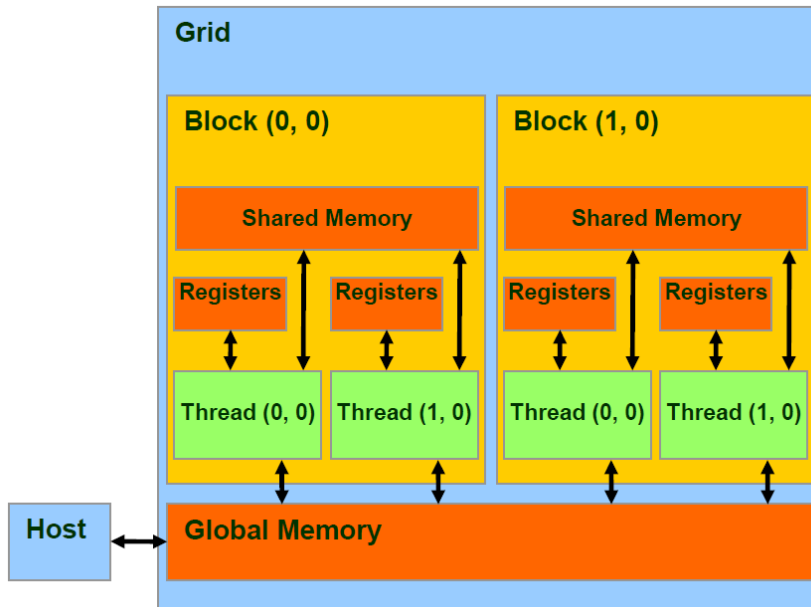 Grid
Block (0, 0)
Block (1, 0)
Shared Memory
Shared Memory
Registers
Registers
Registers
Registers
Thread (0, 0)
Thread (1, 0)
Thread (0, 0)
Thread (1, 0)
Host
Global Memory